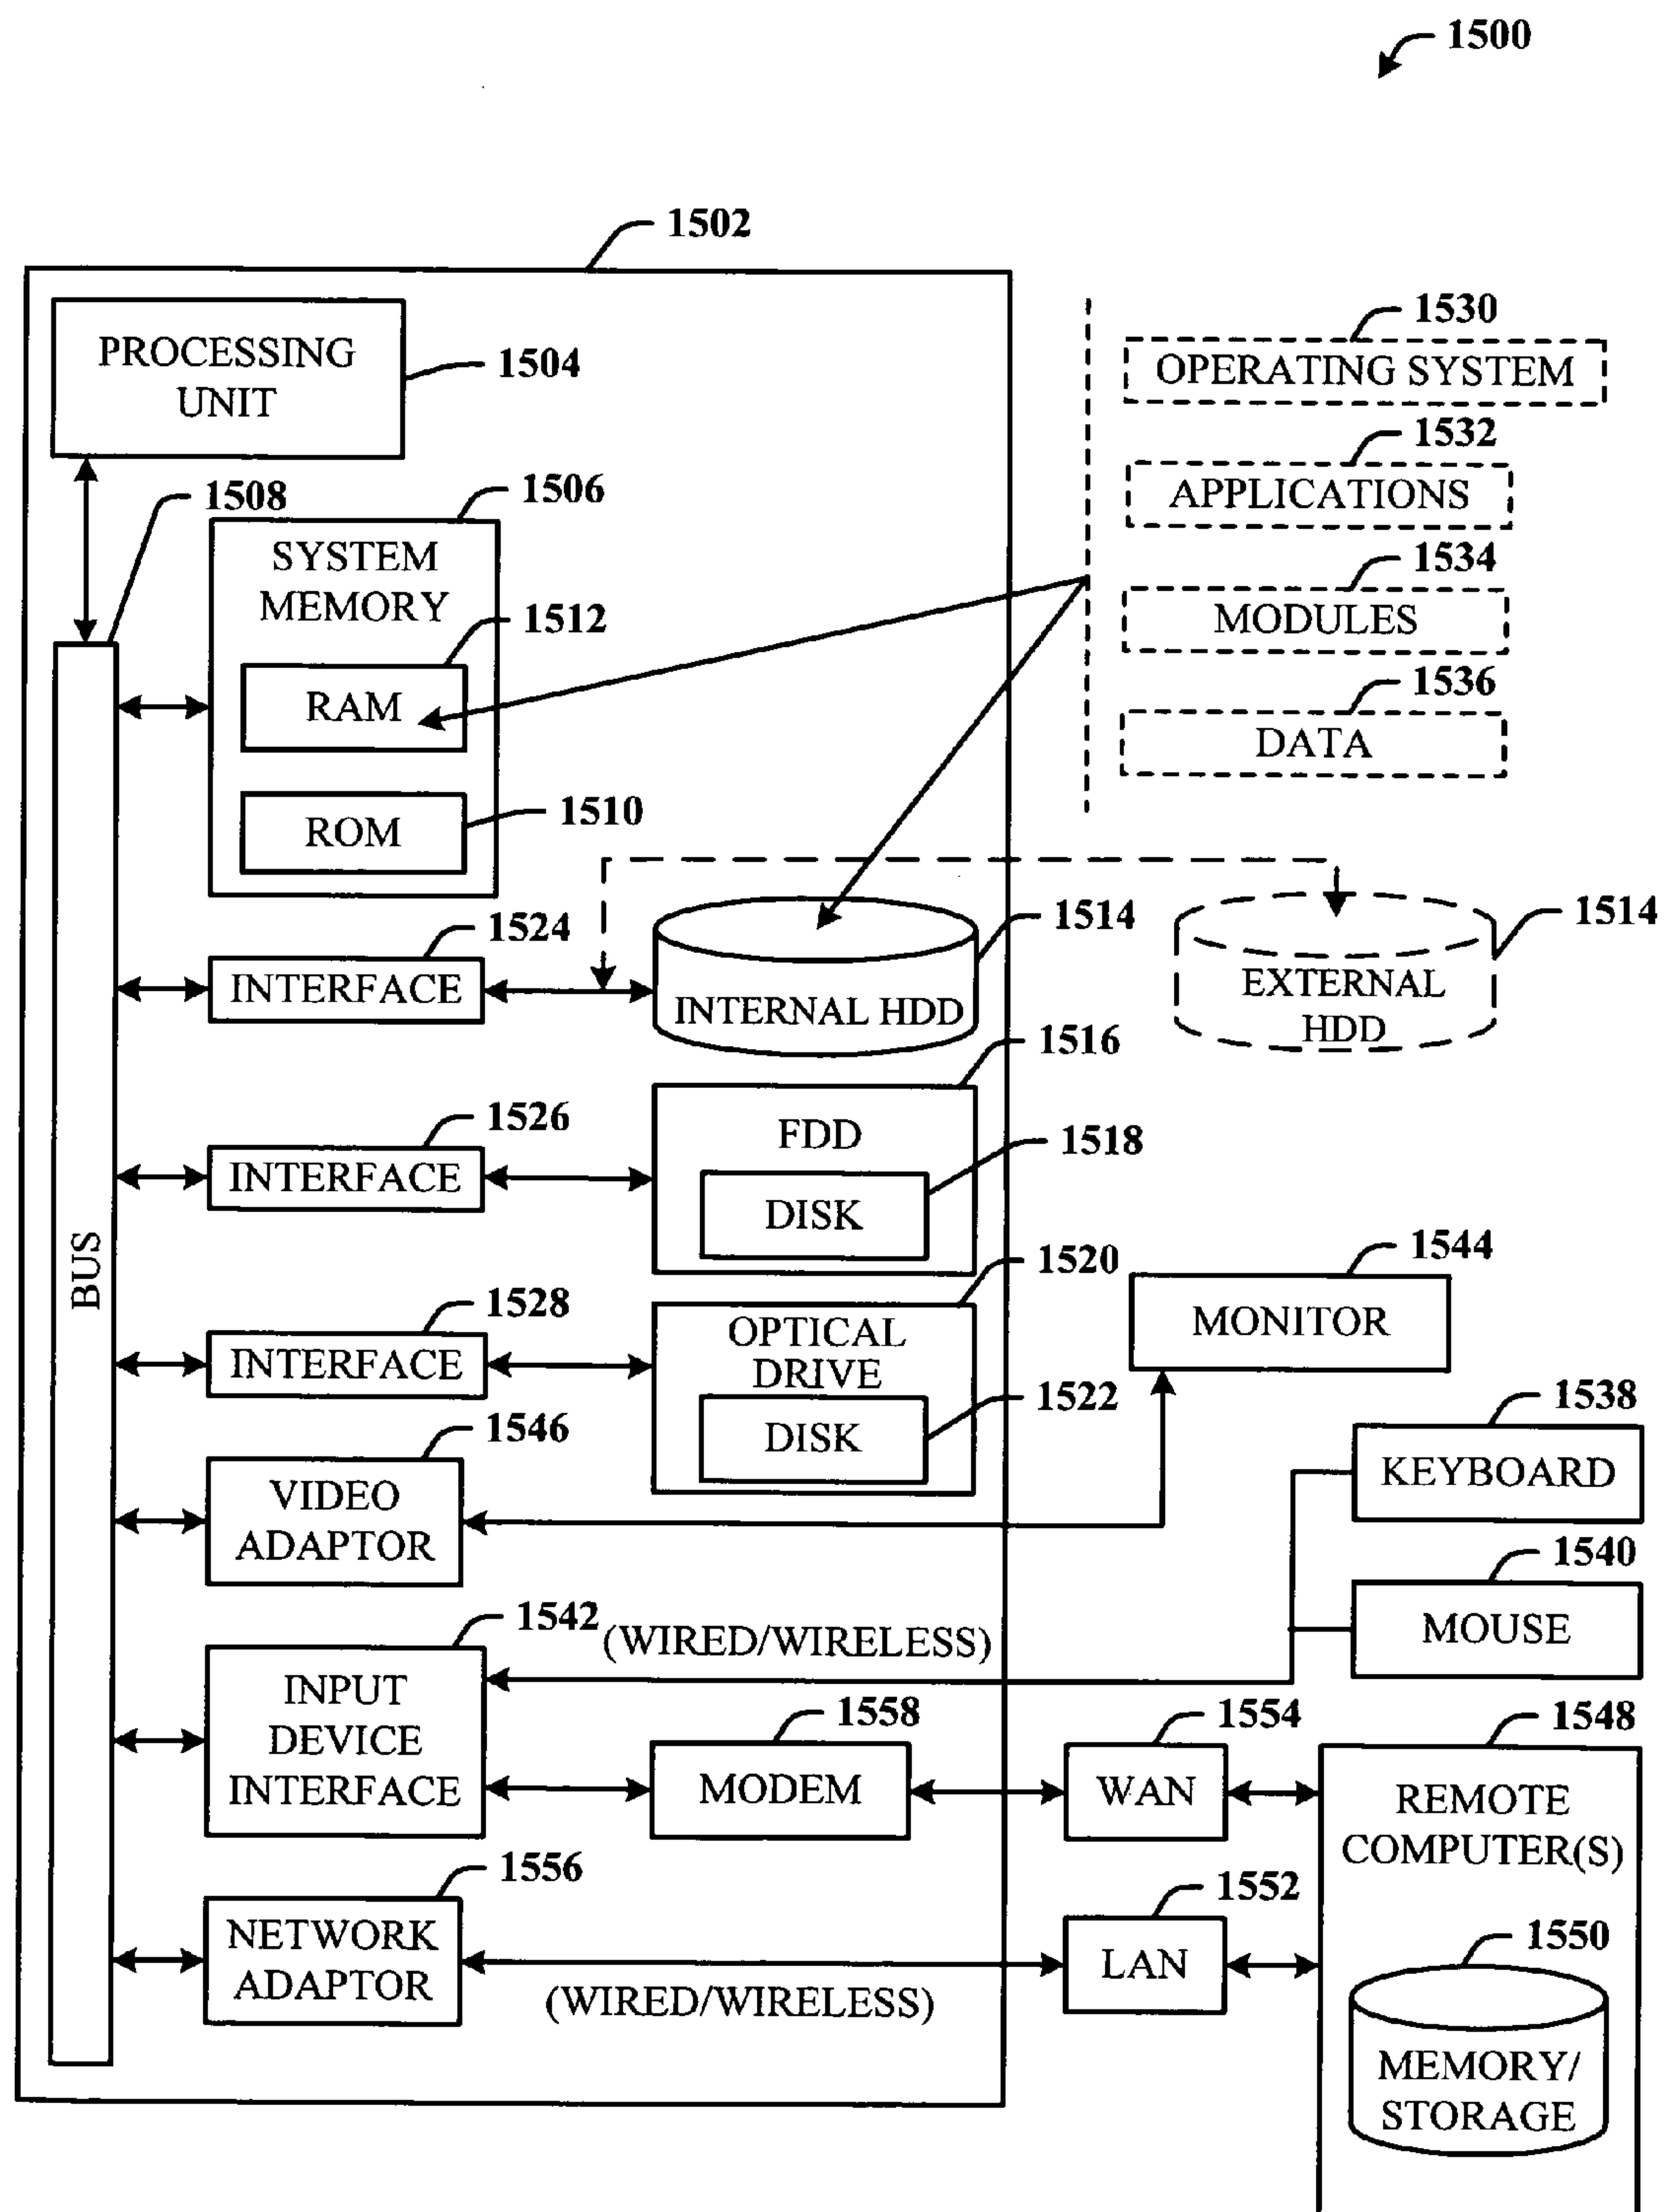 1500
1502
PROCESSING
UNIT
1504
1530
OPERATING SYSTEM
1532
APPLICATIONS
1534
MODULES
1536
DATA
1508
1506
SYSTEM
MEMORY
1512
RAM
1510
ROM
1524
INTERFACE
1514
INTERNAL HDD
1514
EXTERNAL
HDD
1516
FDD
1518
DISK
1526
INTERFACE
BUS
1520
OPTICAL
DRIVE
1522
DISK
1528
INTERFACE
1544
MONITOR
1546
VIDEO
ADAPTOR
1538
KEYBOARD
1540
MOUSE
1542
(WIRED/WIRELESS)
INPUT
DEVICE
INTERFACE
1558
MODEM
1554
WAN
1548
REMOTE
COMPUTER(S)
1556
NETWORK
ADAPTOR
(WIRED/WIRELESS)
1552
LAN
1550
MEMORY/
STORAGE